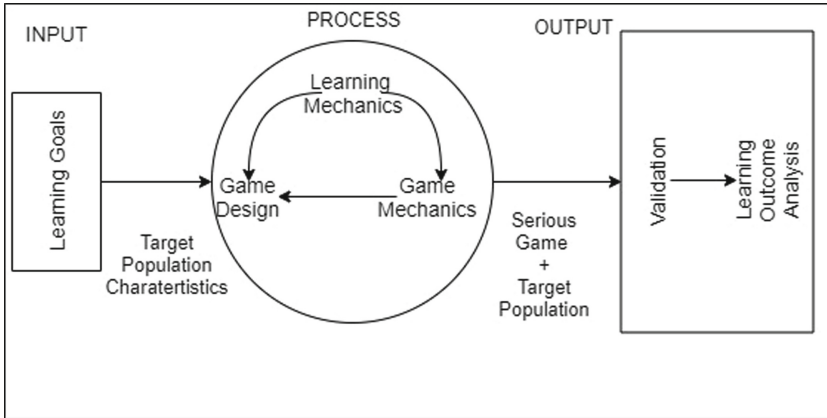 INPUT
PROCESS
OUTPUT
Learning Goals
Target
Population
Charatertistics
Learning
Mechanics
Game
Design
Game
Mechanics
Serious
Game
+
Target
Population
Validation
Learning
Outcome
Analysis